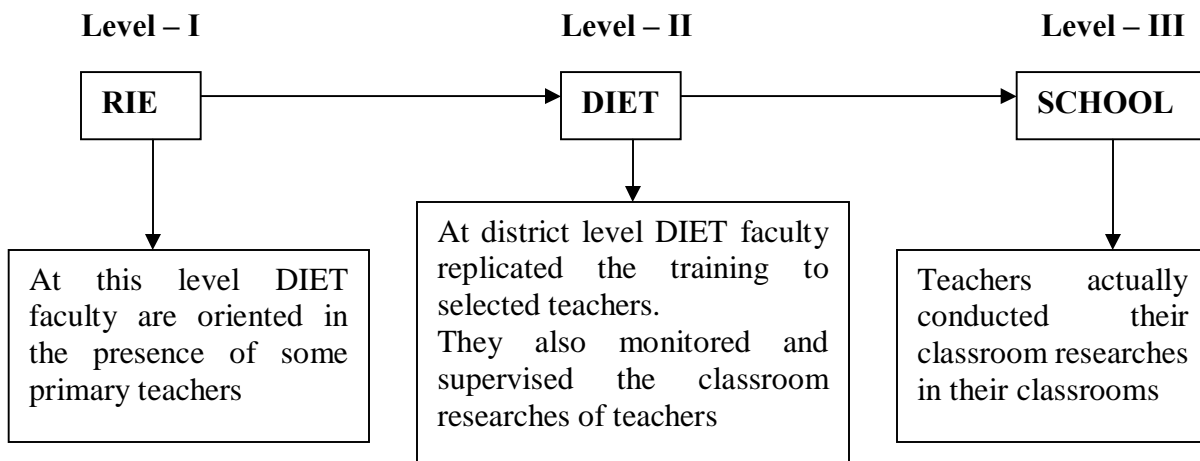 Level – I
Level – II
Level – III
RIE
DIET
SCHOOL
At this level DIET
faculty are oriented in
the presence of some
primary teachers
At district level DIET faculty
replicated the training to
selected teachers.
They also monitored and
supervised the classroom
researches of teachers
Teachers actually
conducted their
classroom researches
in their classrooms